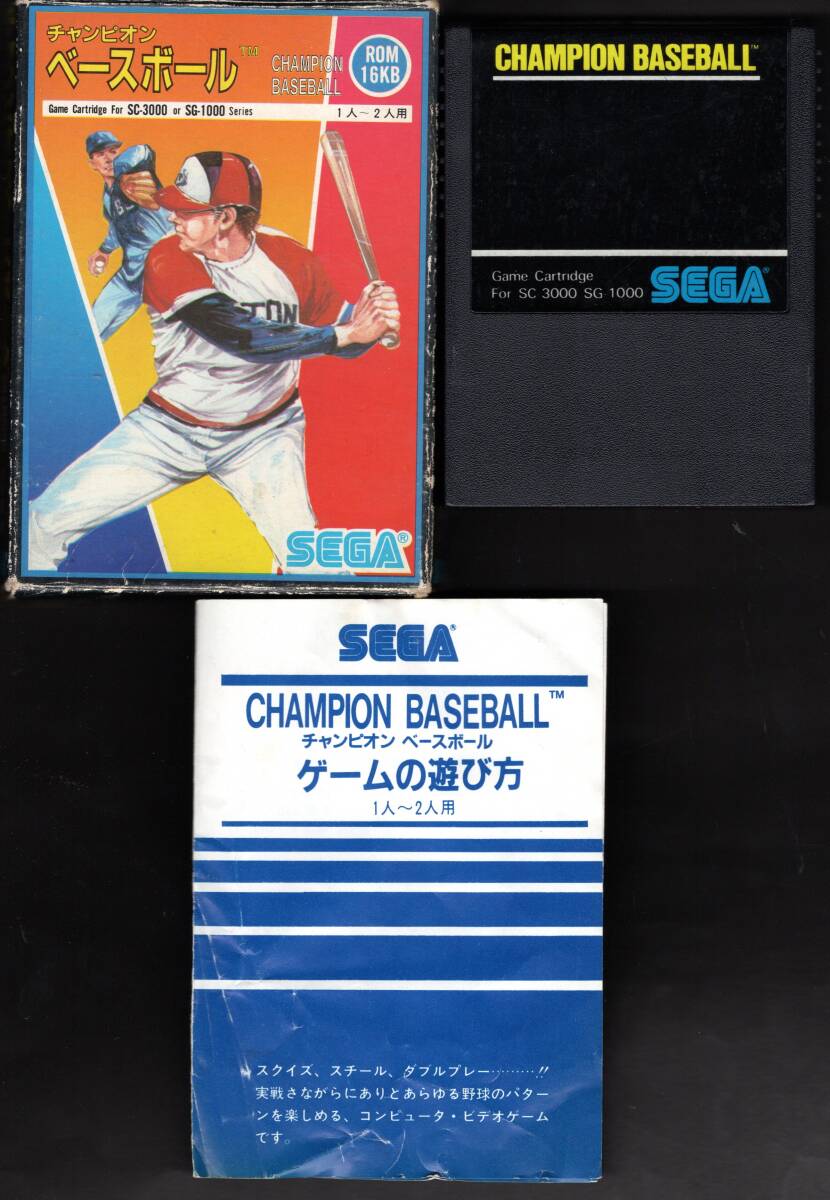 チャンピオン
ベースボール™
CHAMPION
BASEBALL
ROM
16KB
Game Cartridge For SC-3000 or SG-1000 Series
1人~2人用
TON
SEGA®
CHAMPION BASEBALL™
Game Cartridge
For SC 3000 SG 1000
SEGA®
SEGA®
CHAMPION BASEBALL™
チャンピオン ベースボール
ゲームの遊び方
1人~2人用
スクイズ、スチール、ダブルプレー………!!
実戦さながらにありとあらゆる野球のパター
ンを楽しめる、コンピュータ・ビデオゲーム
です。